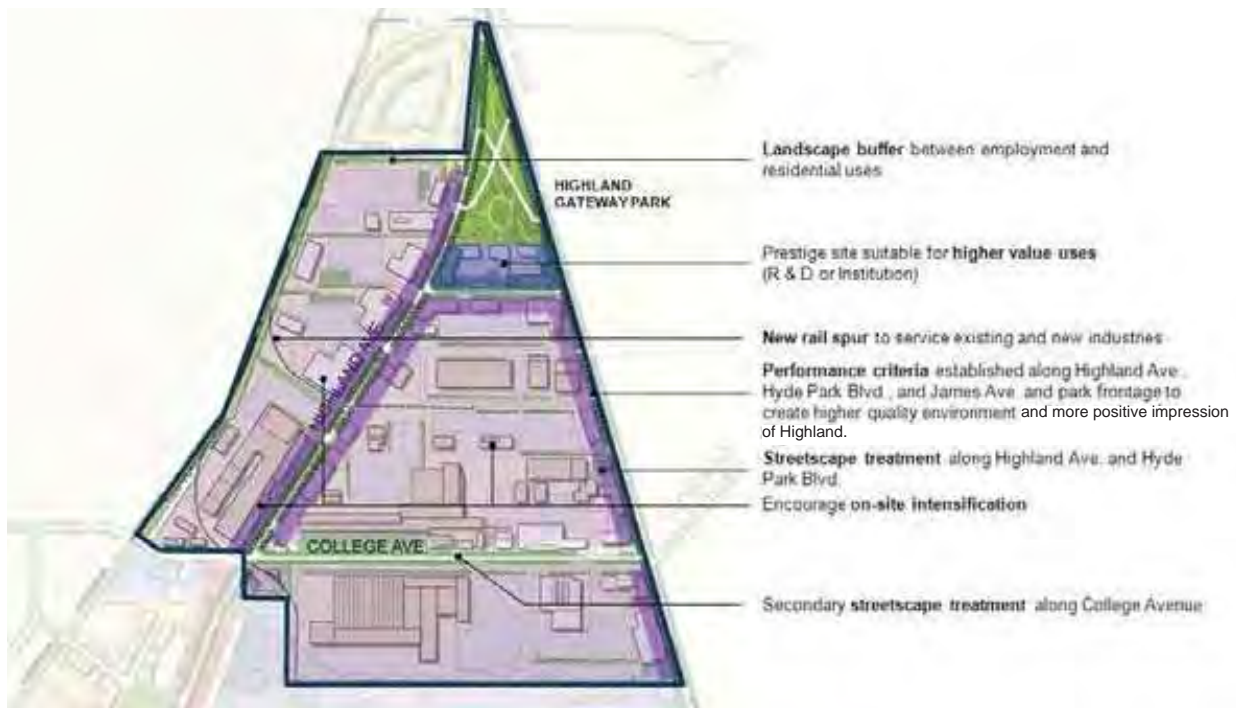 Landscape buffer between employment and
residential uses
HIGHLAND
GATEWAY PARK
Prestige site suitable for higher value uses
(R & D or Institution)
New rail spur to service existing and new industries
HIGHLAND AVE
Performance criteria established along Highland Ave.,
Hyde Park Blvd., and James Ave. and park frontage to
create higher quality environment and more positive impression
of Highland.
Streetscape treatment along Highland Ave. and Hyde
Park Blvd.
Encourage on-site intensification
COLLEGE AVE
Secondary streetscape treatment along College Avenue